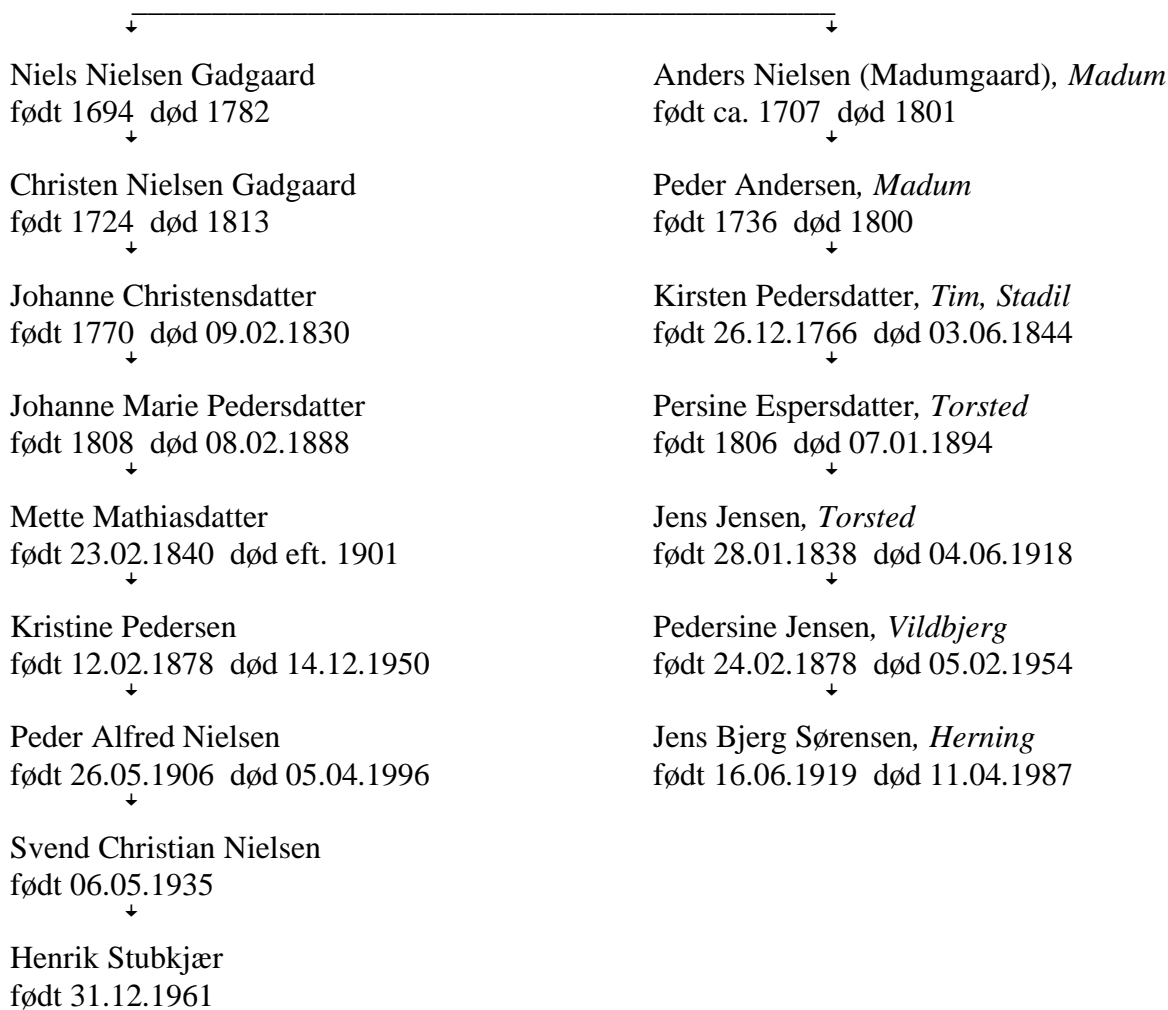 Niels Nielsen Gadgaard
født 1694 død 1782
Christen Nielsen Gadgaard
født 1724 død 1813
Johanne Christensdatter
født 1770 død 09.02.1830
Johanne Marie Pedersdatter
født 1808 død 08.02.1888
Mette Mathiasdatter
født 23.02.1840 død eft. 1901
Kristine Pedersen
født 12.02.1878 død 14.12.1950
Peder Alfred Nielsen
født 26.05.1906 død 05.04.1996
Svend Christian Nielsen
født 06.05.1935
Henrik Stubkjær
født 31.12.1961
Anders Nielsen (Madumgaard), Madum
født ca. 1707 død 1801
Peder Andersen, Madum
født 1736 død 1800
Kirsten Pedersdatter, Tim, Stadil
født 26.12.1766 død 03.06.1844
Persine Espersdatter, Torsted
født 1806 død 07.01.1894
Jens Jensen, Torsted
født 28.01.1838 død 04.06.1918
Pedersine Jensen, Vildbjerg
født 24.02.1878 død 05.02.1954
Jens Bjerg Sørensen, Herning
født 16.06.1919 død 11.04.1987